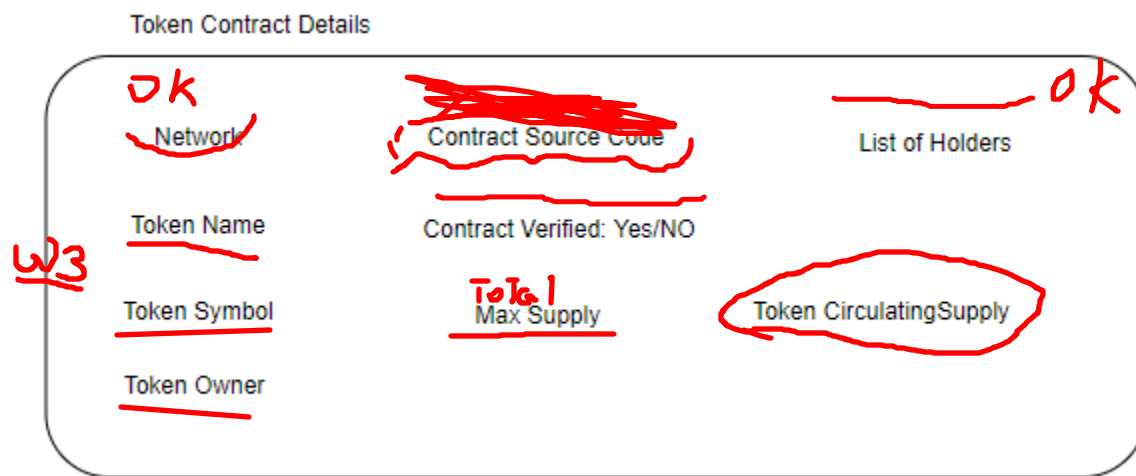 Token Contract Details
OK
OK
Network
Contract Source Code
List of Holders
Token Name
Contract Verified: Yes/NO
W3
Total
Token Symbol
Max Supply
Token CirculatingSupply
Token Owner